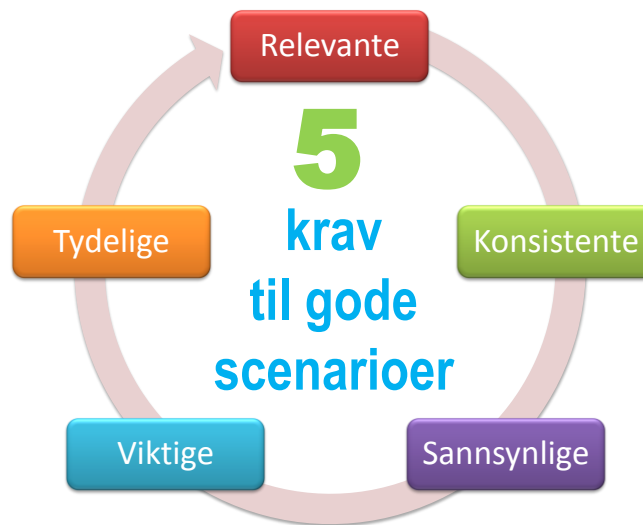 Relevante
5
krav
til gode
scenarioer
Konsistente
Sannsynlige
Viktige
Tydelige